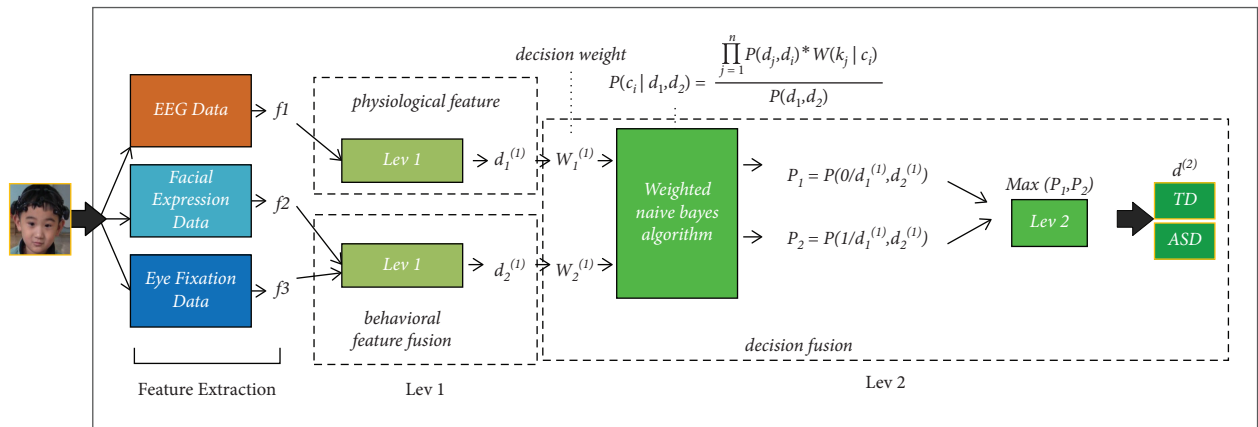 decision weight
n
∏ P(d_j,d_i) * W(k_j | c_i)
j = 1
P(c_i | d_1,d_2) =
P(d_1,d_2)
EEG Data
f1
physiological feature
Lev 1
d_1^(1)
W_1^(1)
Facial
Expression
Data
f2
Eye Fixation
Data
f3
Lev 1
d_2^(1)
W_2^(1)
behavioral
feature fusion
Weighted
naive bayes
algorithm
P_1 = P(0/d_1^(1),d_2^(1))
P_2 = P(1/d_1^(1),d_2^(1))
Max (P_1,P_2)
Lev 2
d^(2)
TD
ASD
decision fusion
Feature Extraction
Lev 1
Lev 2